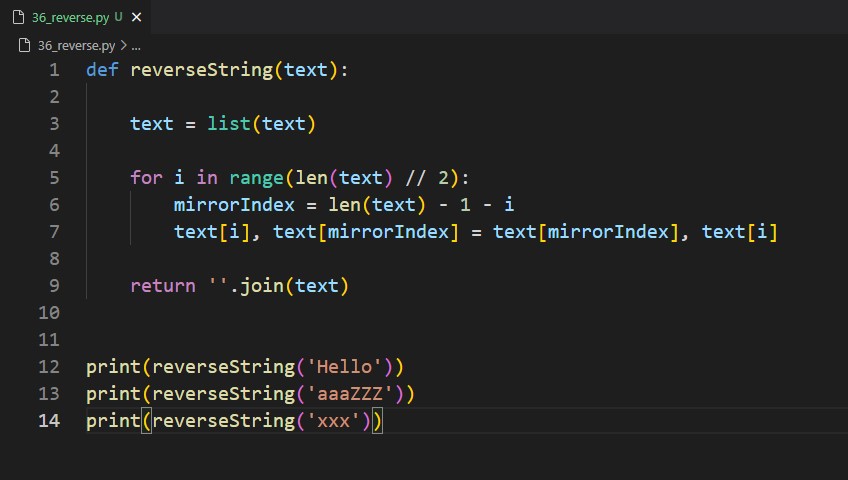 36_reverse.py U ×
36_reverse.py > ...
1 def reverseString(text):
2
3     text = list(text)
4
5     for i in range(len(text) // 2):
6         mirrorIndex = len(text) - 1 - i
7         text[i], text[mirrorIndex] = text[mirrorIndex], text[i]
8
9     return ''.join(text)
10
11
12 print(reverseString('Hello'))
13 print(reverseString('aaaZZZ'))
14 print(reverseString('xxx'))